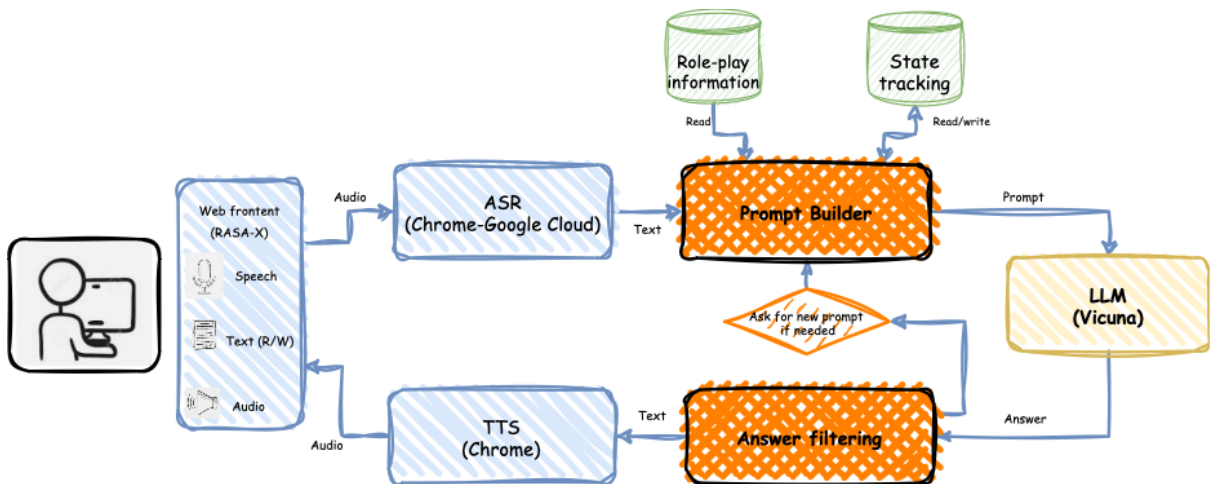 Role-play
information
State
tracking
Read
Read/write
Web frontent
(RASA-X)
Speech
Text (R/W)
Audio
Audio
ASR
(Chrome-Google Cloud)
Text
Prompt Builder
Prompt
LLM
(Vicuna)
Ask for new prompt
if needed
Answer
Answer filtering
Text
TTS
(Chrome)
Audio